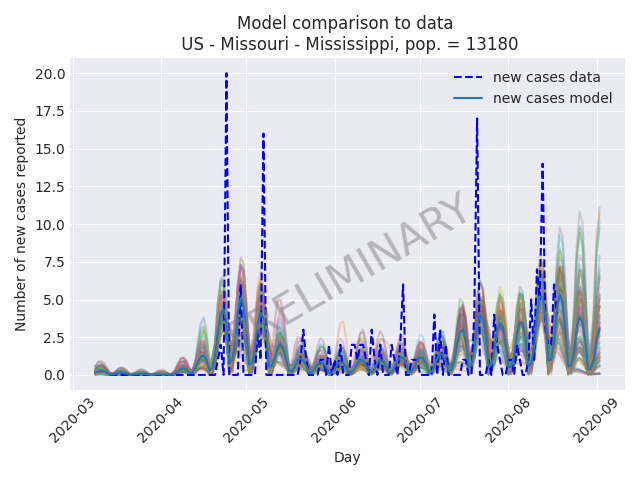 Model comparison to data
US - Missouri - Mississippi, pop. = 13180
20.0
17.5
15.0
12.5
10.0
7.5
5.0
2.5
0.0
Number of new cases reported
new cases data
new cases model
PRELIMINARY
2020-03
2020-04
2020-05
2020-06
2020-07
2020-08
2020-09
Day